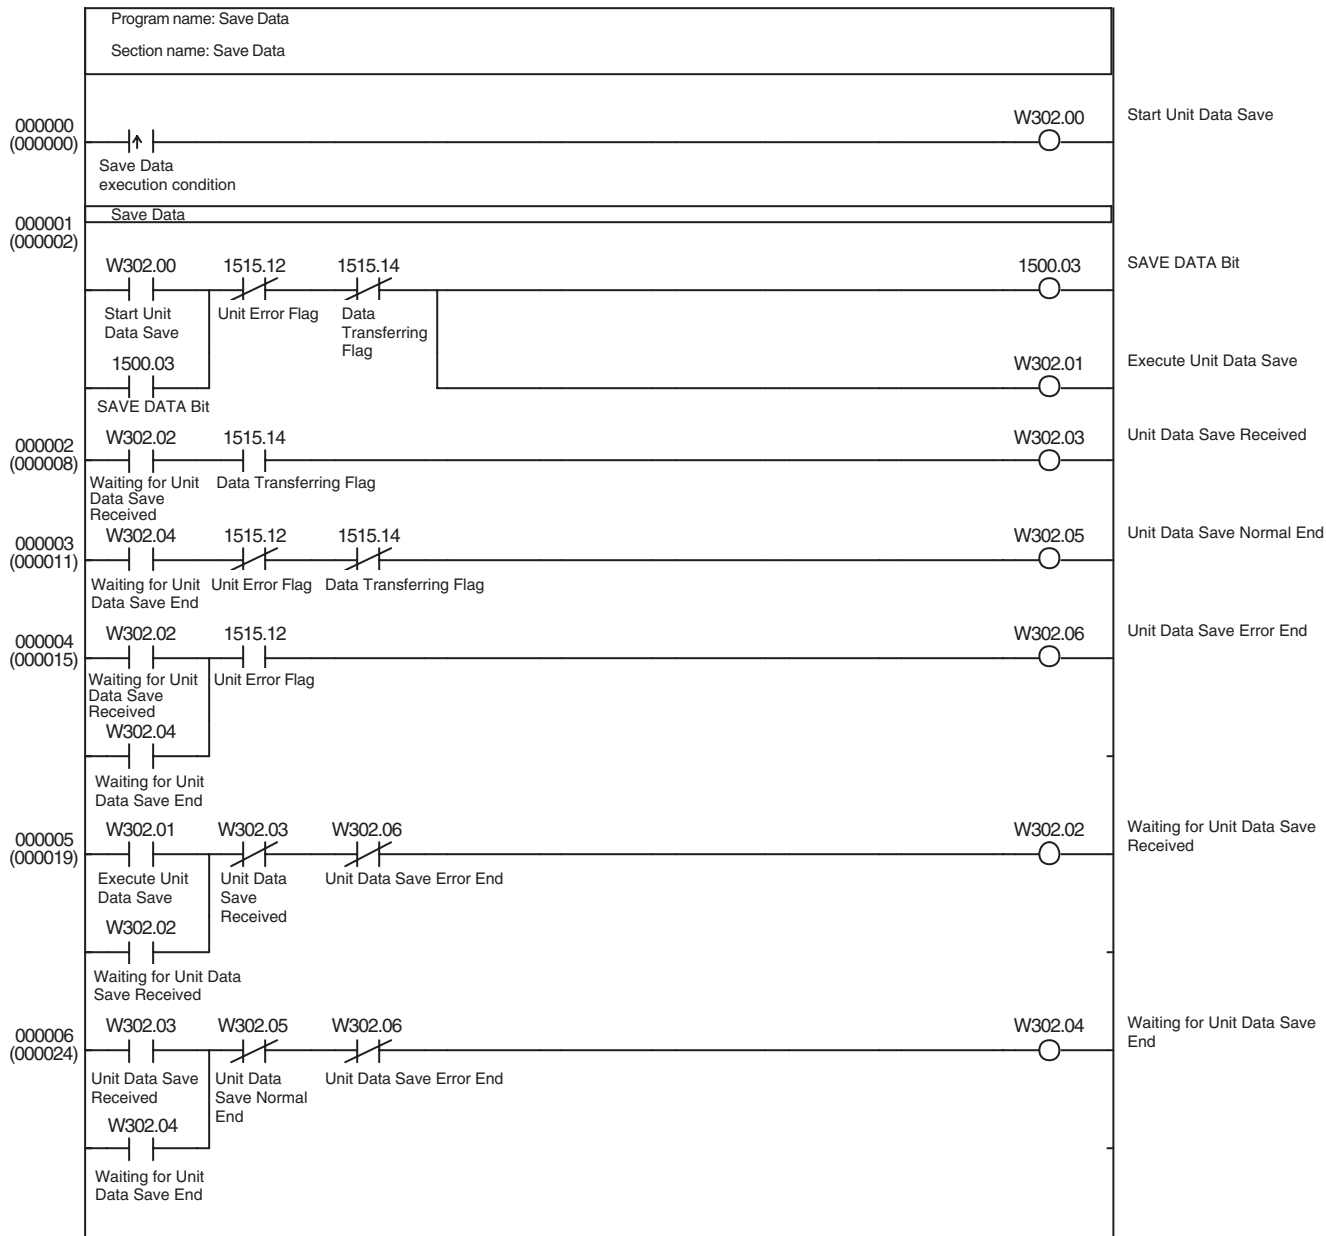 Program name: Save Data
Section name: Save Data
000000
(000000)
W302.00
Start Unit Data Save
Save Data
execution condition
000001
(000002)
Save Data
W302.00
1515.12
1515.14
1500.03
SAVE DATA Bit
Start Unit
Data Save
Unit Error Flag
Data
Transferring
Flag
1500.03
SAVE DATA Bit
W302.01
Execute Unit Data Save
000002
(000008)
W302.02
1515.14
W302.03
Unit Data Save Received
Waiting for Unit
Data Save
Received
Data Transferring Flag
000003
(000011)
W302.04
1515.12
1515.14
W302.05
Unit Data Save Normal End
Waiting for Unit
Data Save End
Unit Error Flag
Data Transferring Flag
000004
(000015)
W302.02
1515.12
W302.06
Unit Data Save Error End
Waiting for Unit
Data Save
Received
Unit Error Flag
W302.04
Waiting for Unit
Data Save End
000005
(000019)
W302.01
W302.03
W302.06
W302.02
Waiting for Unit Data Save
Received
Execute Unit
Data Save
Unit Data
Save
Received
Unit Data Save Error End
W302.02
Waiting for Unit Data
Save Received
000006
(000024)
W302.03
W302.05
W302.06
W302.04
Waiting for Unit Data Save
End
Unit Data Save
Received
Unit Data
Save Normal
End
Unit Data Save Error End
W302.04
Waiting for Unit
Data Save End